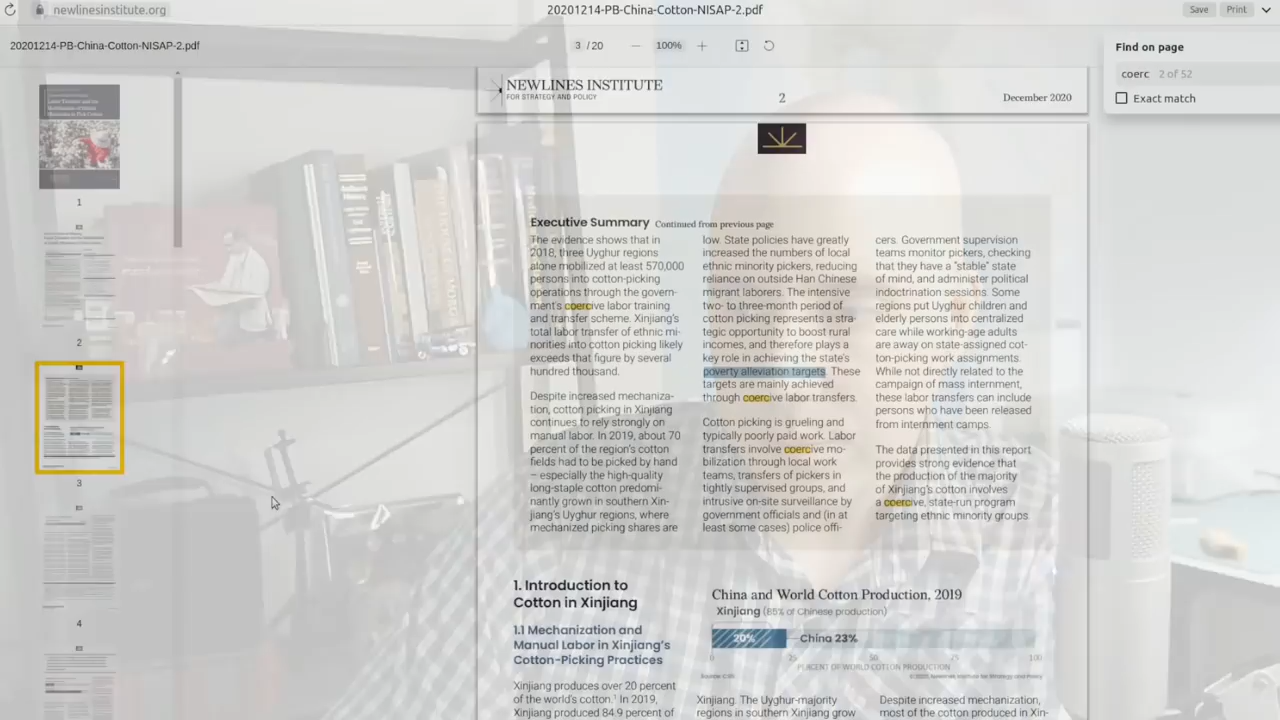 newlinesinstitute.org
20201214-PB-China-Cotton-NISAP-2.pdf
Save
Print
20201214-PB-China-Cotton-NISAP-2.pdf
3 / 20
100%
Find on page
coerc 2 of 52
Exact match
1
2
3
4
NEWLINES INSTITUTE
FOR STRATEGY AND POLICY
2
December 2020
Executive Summary Continued from previous page
The evidence shows that in
2018, three Uyghur regions
alone mobilized at least 570,000
persons into cotton-picking
operations through the govern-
ment's coercive labor training
and transfer scheme. Xinjiang's
total labor transfer of ethnic mi-
norities into cotton picking likely
exceeds that figure by several
hundred thousand.
Despite increased mechaniza-
tion, cotton picking in Xinjiang
continues to rely strongly on
manual labor. In 2019, about 70
percent of the region's cotton
fields had to be picked by hand
– especially the high-quality
long-staple cotton predomi-
nantly grown in southern Xin-
jiang's Uyghur regions, where
mechanized picking shares are
low. State policies have greatly
increased the numbers of local
ethnic minority pickers, reducing
reliance on outside Han Chinese
migrant laborers. The intensive
two- to three-month period of
cotton picking represents a stra-
tegic opportunity to boost rural
incomes, and therefore plays a
key role in achieving the state's
poverty alleviation targets. These
targets are mainly achieved
through coercive labor transfers.
Cotton picking is grueling and
typically poorly paid work. Labor
transfers involve coercive mo-
bilization through local work
teams, transfers of pickers in
tightly supervised groups, and
intrusive on-site surveillance by
government officials and (in at
least some cases) police offi-
cers. Government supervision
teams monitor pickers, checking
that they have a "stable" state
of mind, and administer political
indoctrination sessions. Some
regions put Uyghur children and
elderly persons into centralized
care while working-age adults
are away on state-assigned cot-
ton-picking work assignments.
While not directly related to the
campaign of mass internment,
these labor transfers can include
persons who have been released
from internment camps.
The data presented in this report
provides strong evidence that
the production of the majority
of Xinjiang's cotton involves
a coercive, state-run program
targeting ethnic minority groups.
1. Introduction to
Cotton in Xinjiang
1.1 Mechanization and
Manual Labor in Xinjiang's
Cotton-Picking Practices
Xinjiang produces over 20 percent
of the world's cotton.¹ In 2019,
Xinjiang produced 84.9 percent of
China and World Cotton Production, 2019
Xinjiang (85% of Chinese production)
20%
China 23%
0 25 50 75 100
PERCENT OF WORLD COTTON PRODUCTION
Xinjiang. The Uyghur-majority
regions in southern Xinjiang grow
Despite increased mechanization,
most of the cotton produced in Xin-